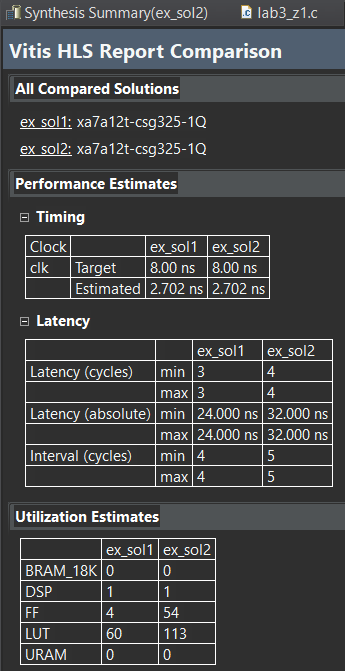 Synthesis Summary(ex_sol2) lab3_z1.c
Vitis HLS Report Comparison
All Compared Solutions
ex_sol1: xa7a12t-csg325-1Q
ex_sol2: xa7a12t-csg325-1Q
Performance Estimates
Timing
Clock ex_sol1 ex_sol2
clk Target 8.00 ns 8.00 ns
Estimated 2.702 ns 2.702 ns
Latency
ex_sol1 ex_sol2
Latency (cycles) min 3 4
max 3 4
Latency (absolute) min 24.000 ns 32.000 ns
max 24.000 ns 32.000 ns
Interval (cycles) min 4 5
max 4 5
Utilization Estimates
ex_sol1 ex_sol2
BRAM_18K 0 0
DSP 1 1
FF 4 54
LUT 60 113
URAM 0 0